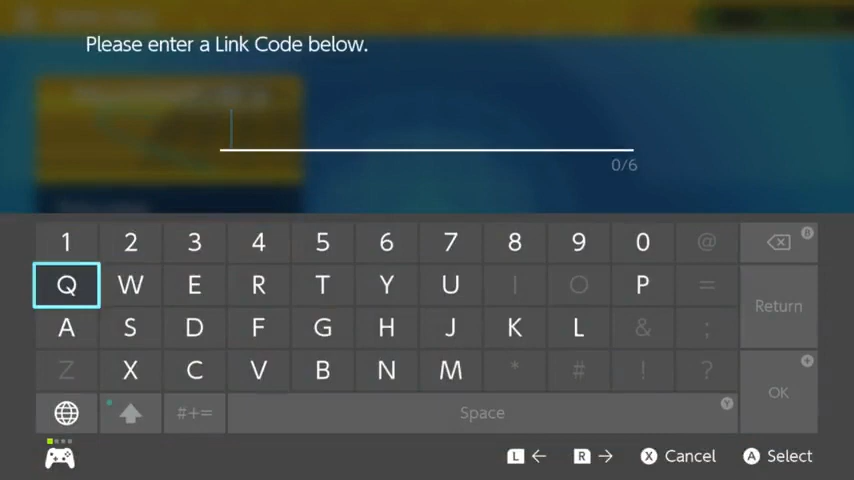 Please enter a Link Code below.
0/6
1 2 3 4 5 6 7 8 9 0 @ B
Q W E R T Y U I O P = Return
A S D F G H J K L & ; 
Z X C V B N M * # ! ? + OK
#+= Space Y
L ← R → X Cancel A Select